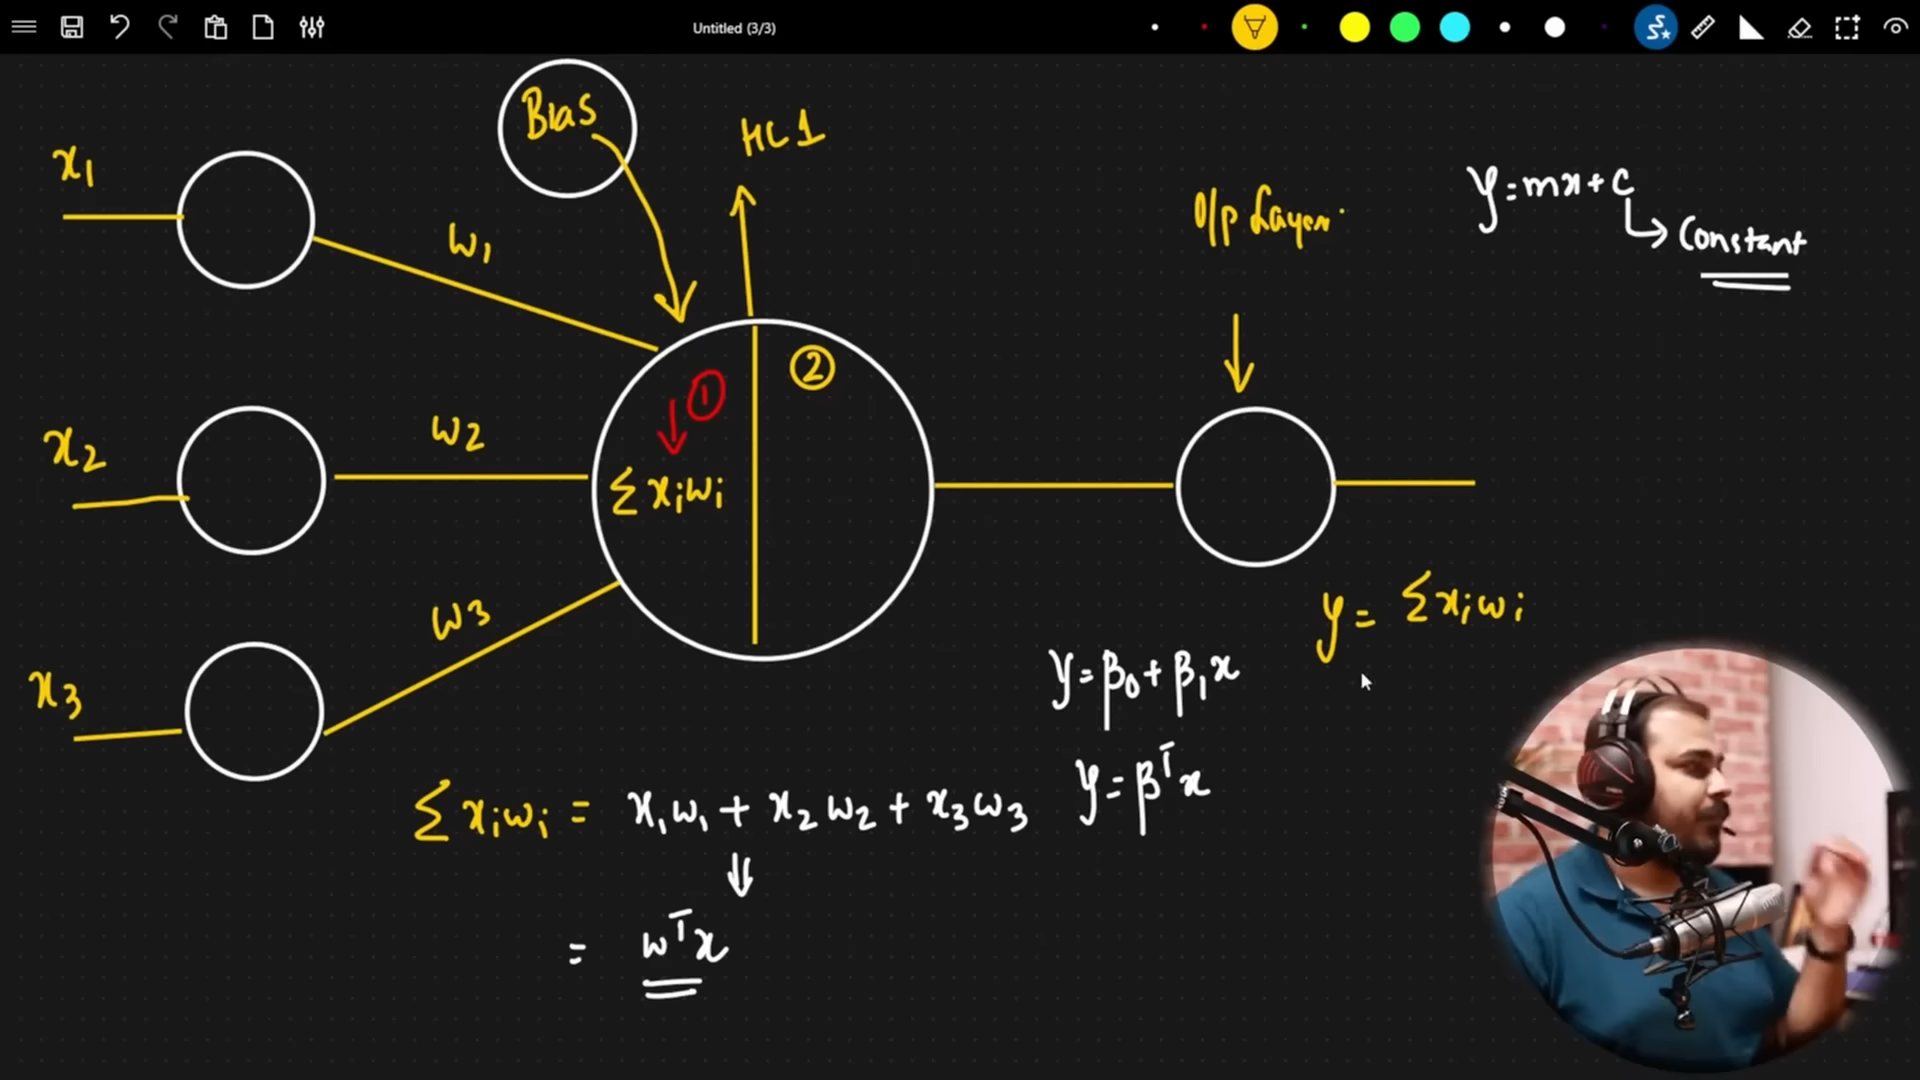 Untitled (3/3)
Bias
HL1
x₁
w₁
O/p Layer
y=mx+c
Constant
②
①
x₂
w₂
Σxᵢwᵢ
w₃
x₃
y= Σxᵢwᵢ
y=β₀+β₁x
y=βᵀx
Σxᵢwᵢ = x₁w₁+x₂w₂+x₃w₃
= wᵀx